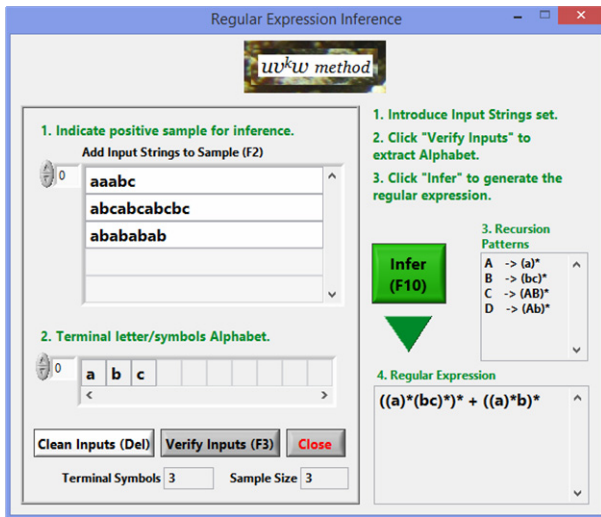 Regular Expression Inference
uvᵏw method
1. Indicate positive sample for inference.
Add Input Strings to Sample (F2)
0
aaabc
abcabcabcbc
abababab
2. Terminal letter/symbols Alphabet.
0
a b c
Clean Inputs (Del) Verify Inputs (F3) Close
Terminal Symbols 3 Sample Size 3
1. Introduce Input Strings set.
2. Click "Verify Inputs" to
extract Alphabet.
3. Click "Infer" to generate the
regular expression.
Infer
(F10)
3. Recursion
Patterns
A -> (a)*
B -> (bc)*
C -> (AB)*
D -> (Ab)*
4. Regular Expression
((a)*(bc)*)* + ((a)*b)*